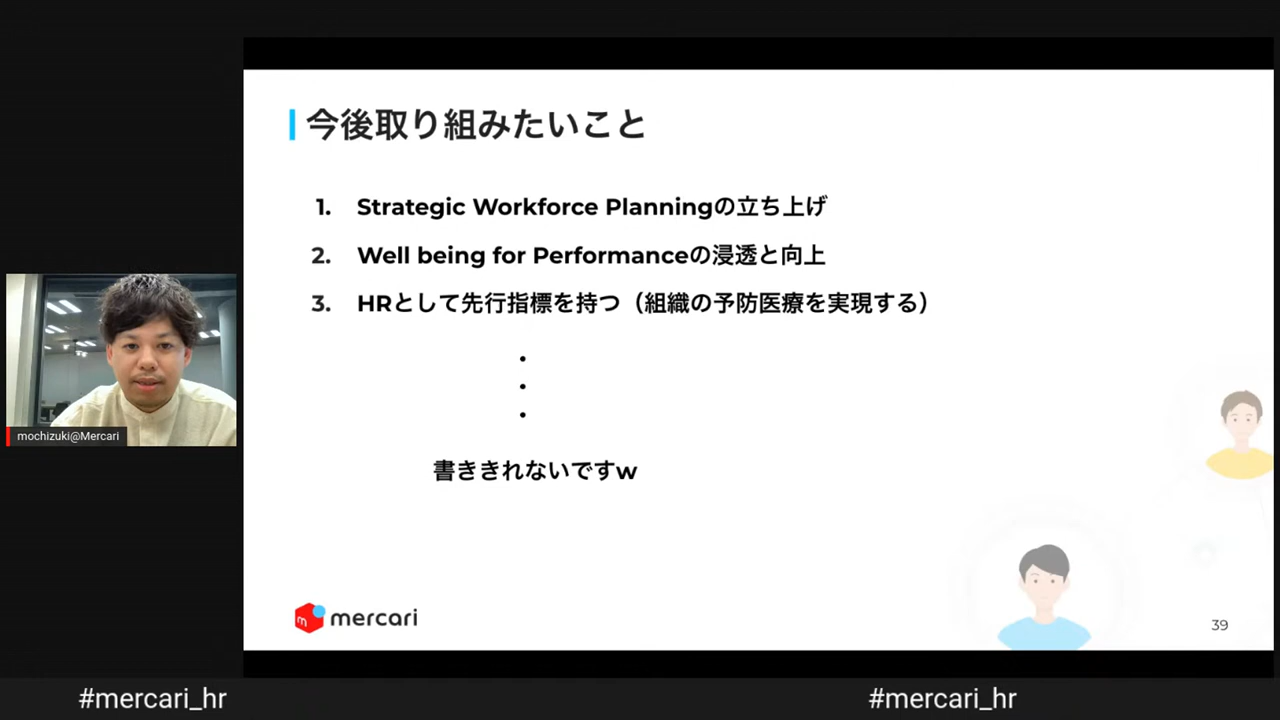 今後取り組みたいこと
1. Strategic Workforce Planningの立ち上げ
2. Well being for Performanceの浸透と向上
3. HRとして先行指標を持つ（組織の予防医療を実現する）
・
・
・
書ききれないですw
mochizuki@Mercari
m mercari
39
#mercari_hr
#mercari_hr